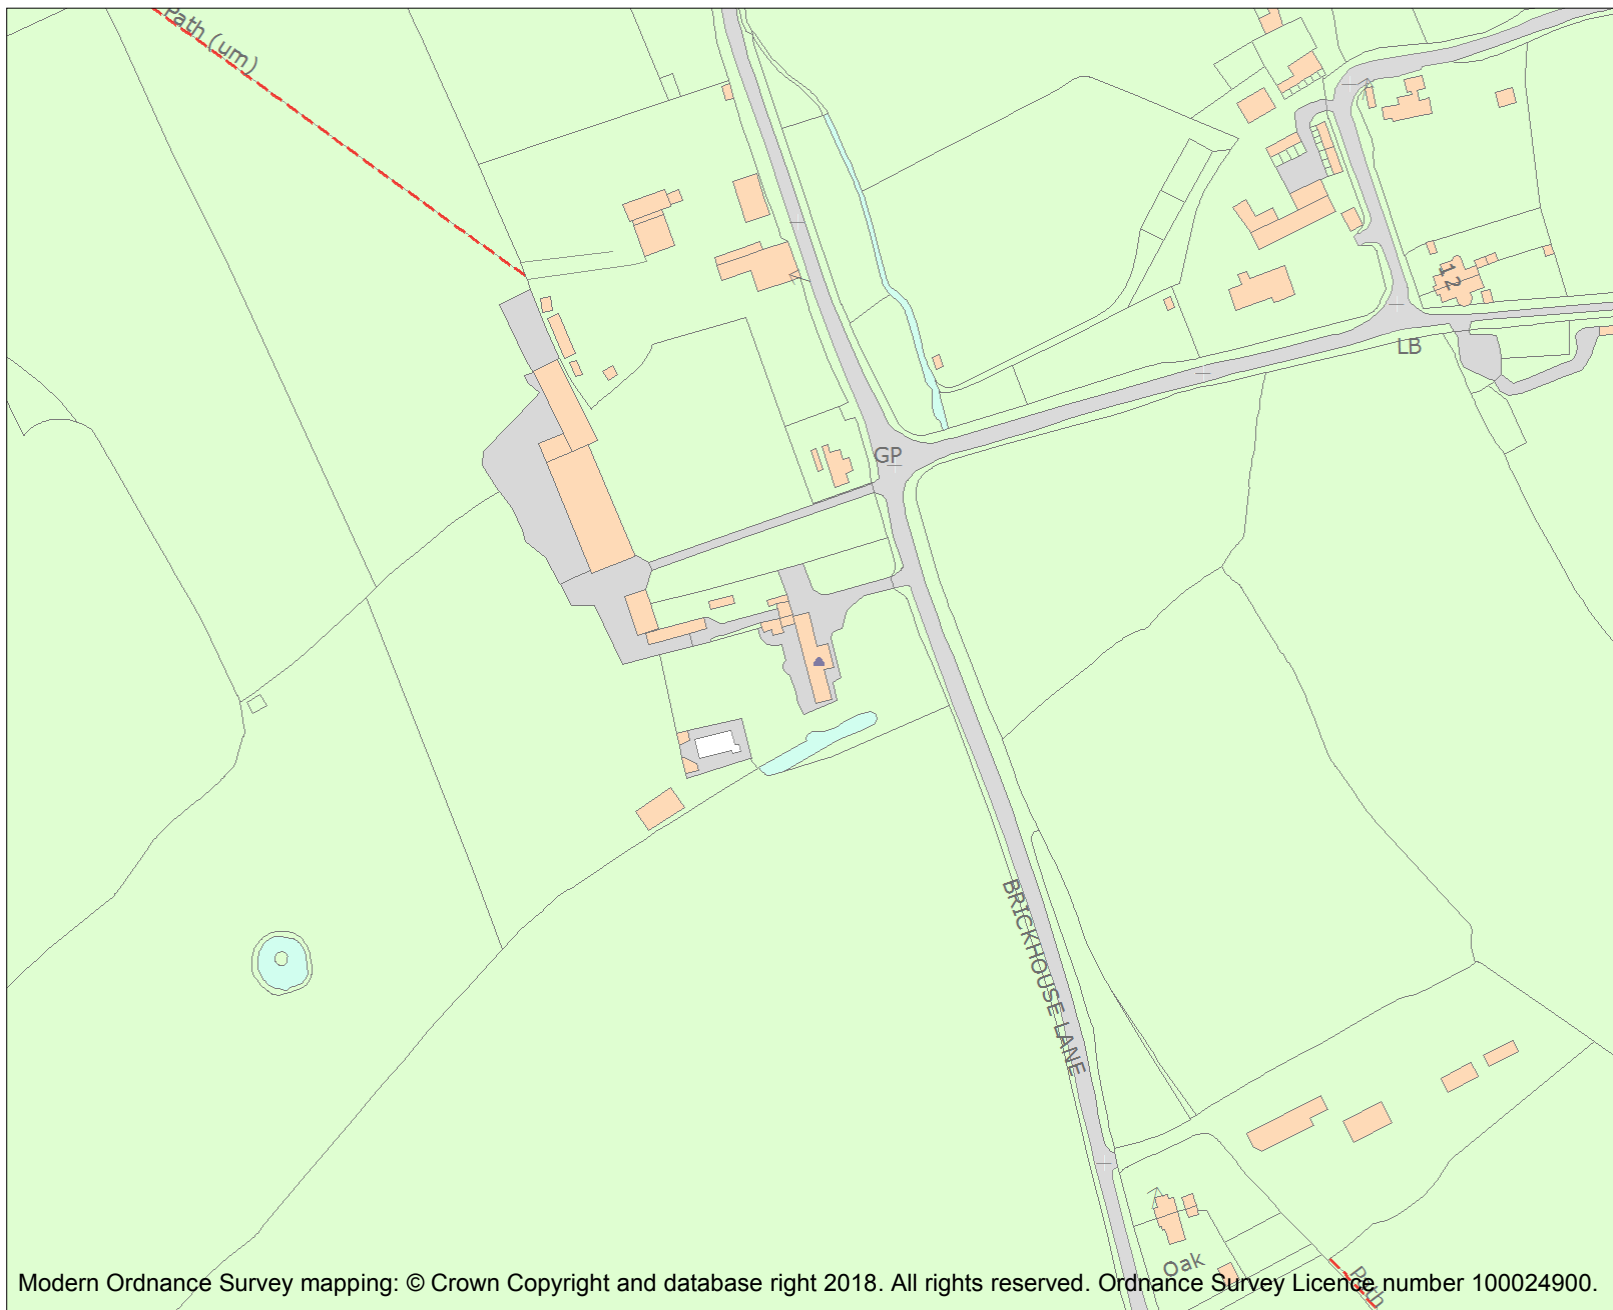 Path (um)
12
LB
GP
BRICKHOUSE LANE
Oak
Path
Modern Ordnance Survey mapping: © Crown Copyright and database right 2018. All rights reserved. Ordnance Survey Licence number 100024900.